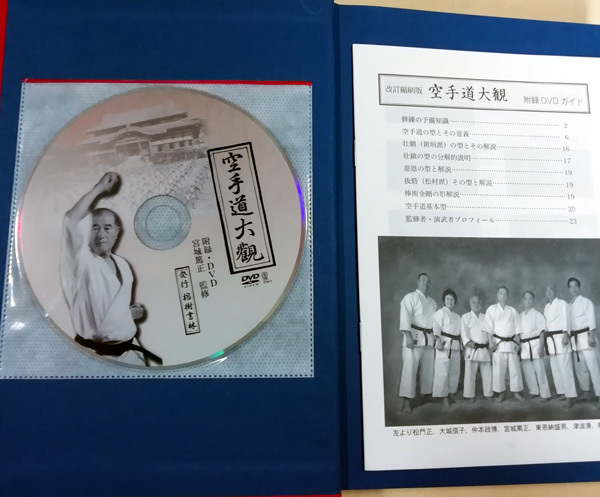 空手道大觀
附録・DVD
宮城篤正 監修
発行 榕樹書林
DVD
VIDEO
改訂縮刷版 空手道大觀 附録DVDガイド
修練の予備知識 2
空手道の型とその意義 6
壮鎮(新垣派)の型とその解説 16
壮鎮の型の分解的説明 17
慈恩の型と解説 19
抜砦(松村派)その型と解説 19
棒術金剛の形解説 19
空手道基本型 20
監修者・演武者プロフィール 23
左より松門正、大城信子、仲本政博、宮城篤正、東恩納盛男、津波清、